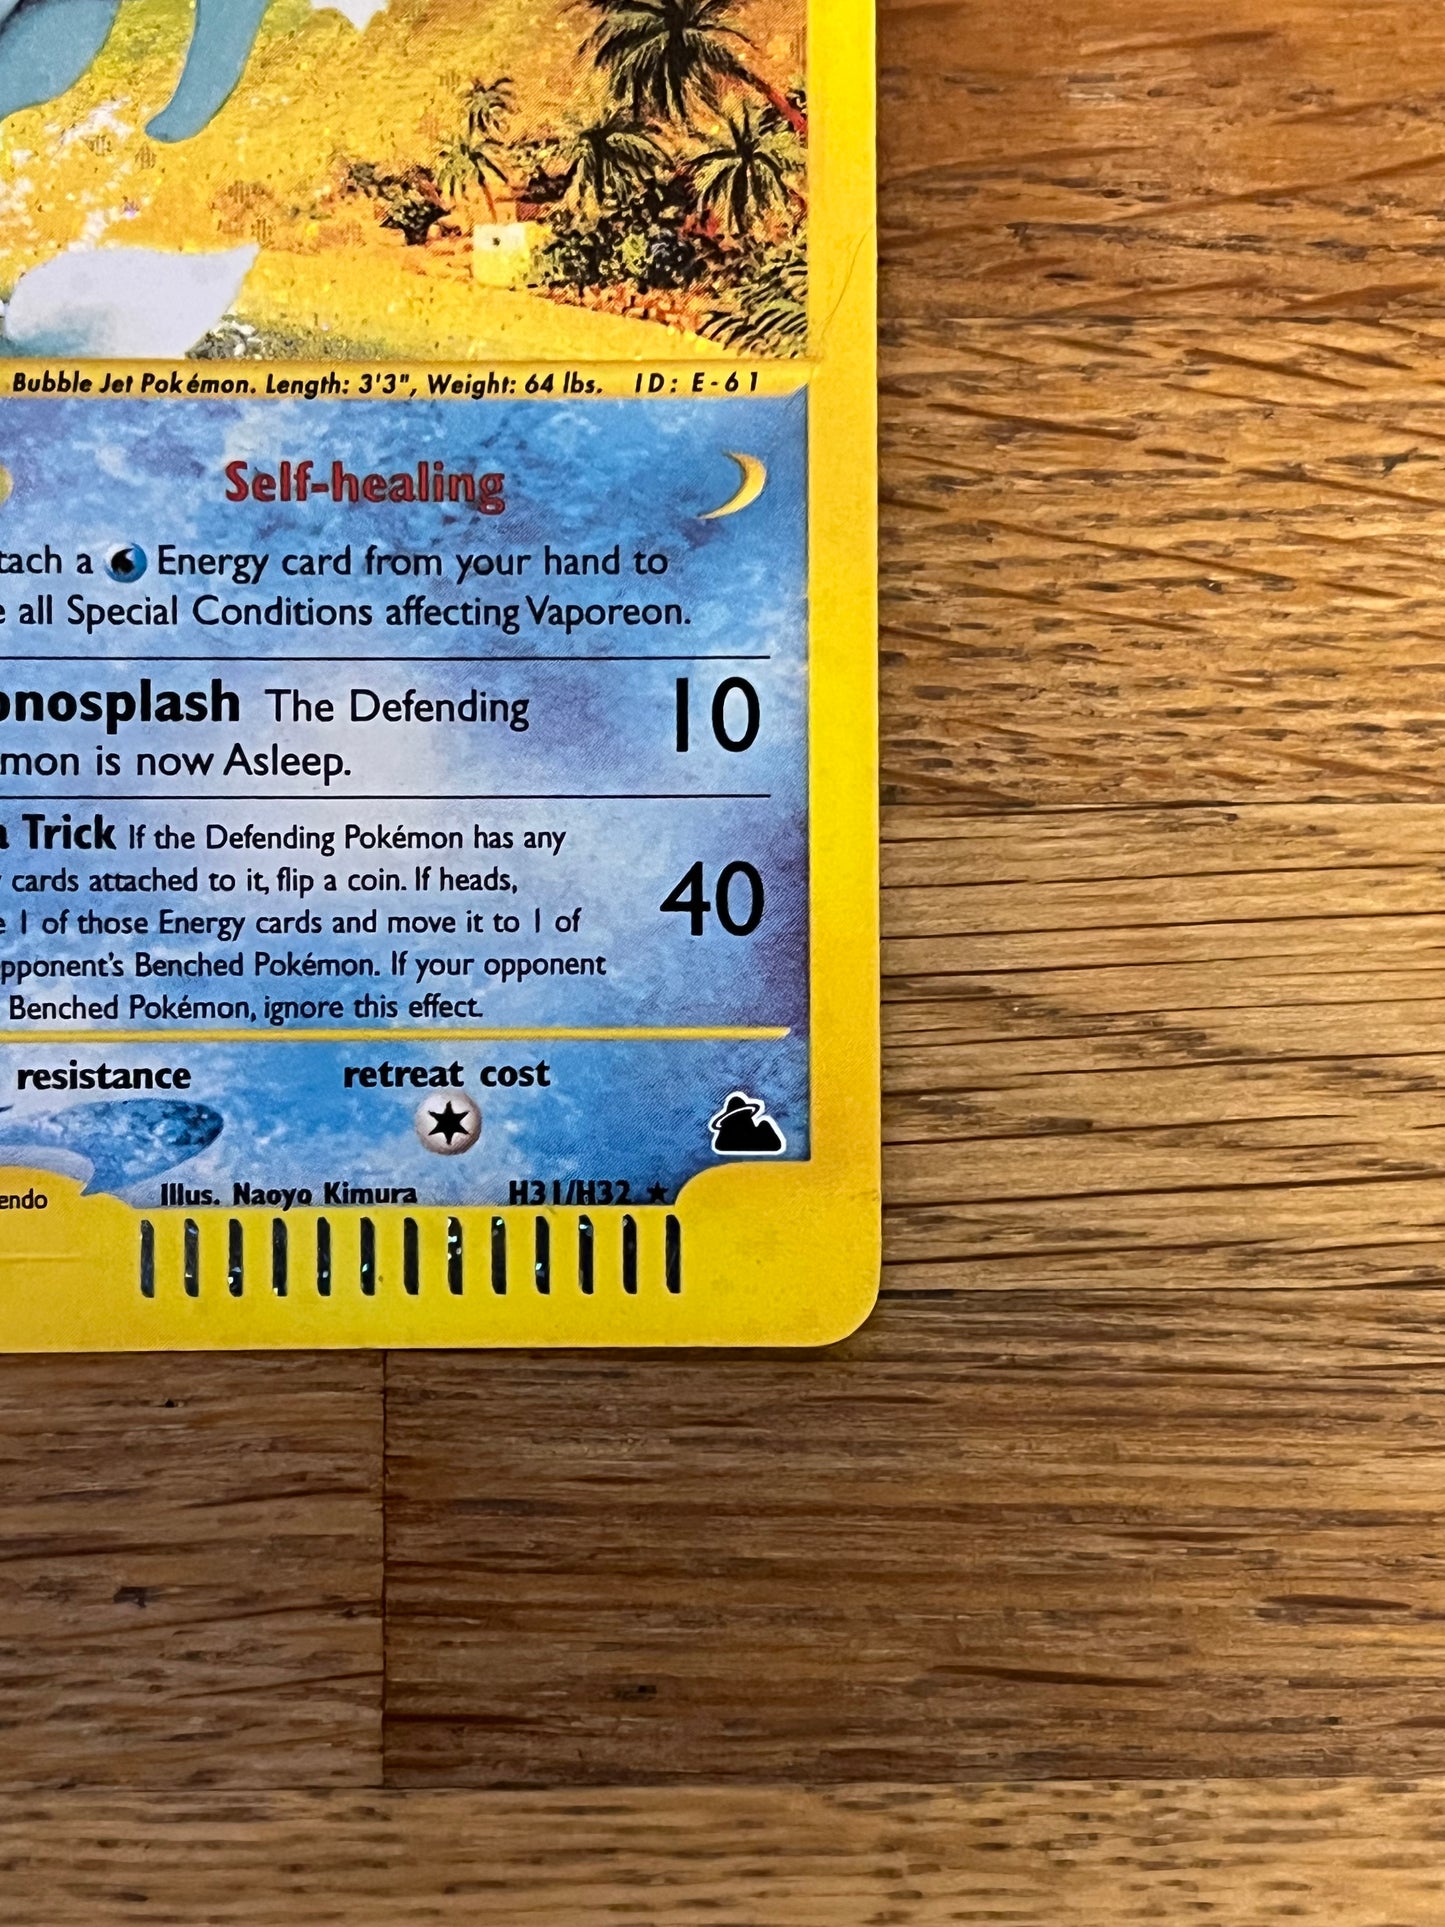 Bubble Jet Pokémon. Length: 3'3", Weight: 64 lbs. ID: E-61
Self-healing
tach a Energy card from your hand to
e all Special Conditions affecting Vaporeon.
onosplash The Defending 10
mon is now Asleep.
a Trick If the Defending Pokémon has any
y cards attached to it, flip a coin. If heads,
e 1 of those Energy cards and move it to 1 of 40
pponent's Benched Pokémon. If your opponent
Benched Pokémon, ignore this effect.
resistance retreat cost
endo Illus. Naoyo Kimura H31/H32 ★